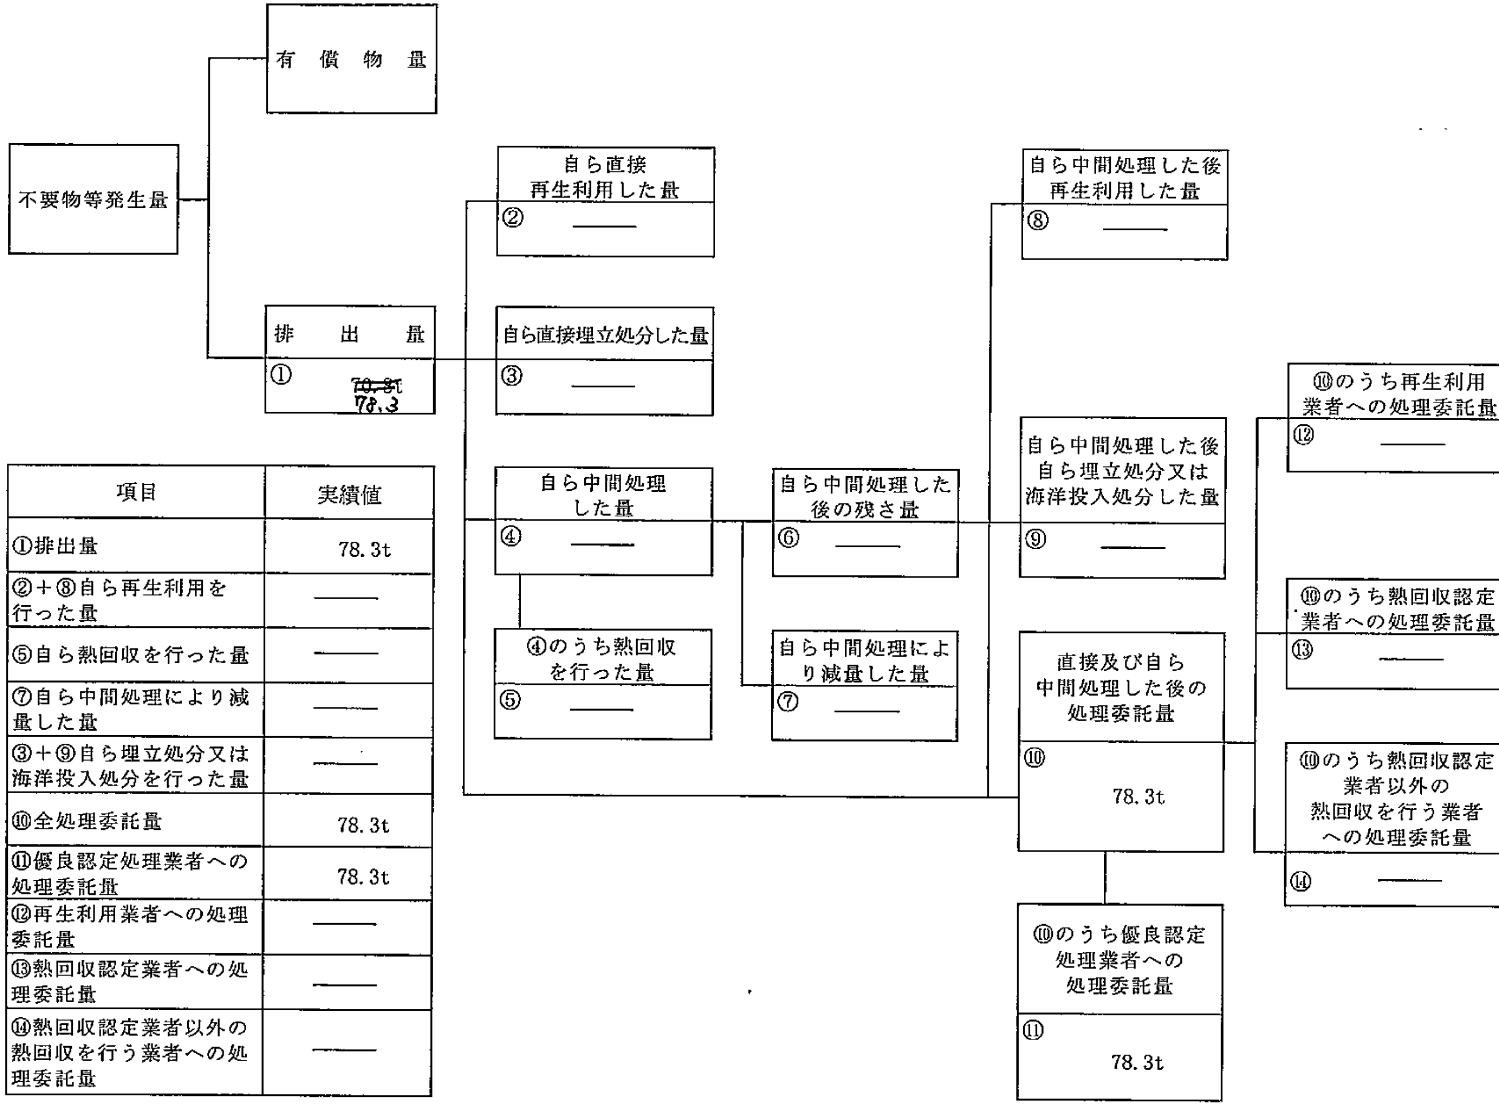 有償物量
不要物等発生量
排出量
①
78.3
自ら直接
再生利用した量
②
自ら直接埋立処分した量
③
自ら中間処理
した量
④
④のうち熱回収
を行った量
⑤
自ら中間処理した
後の残さ量
⑥
自ら中間処理によ
り減量した量
⑦
自ら中間処理した後
再生利用した量
⑧
自ら中間処理した後
自ら埋立処分又は
海洋投入処分した量
⑨
直接及び自ら
中間処理した後の
処理委託量
⑩
78.3t
⑩のうち優良認定
処理業者への
処理委託量
⑪
78.3t
⑩のうち再生利用
業者への処理委託量
⑫
⑩のうち熱回収認定
業者への処理委託量
⑬
⑩のうち熱回収認定
業者以外の
熱回収を行う業者
への処理委託量
⑭
項目 実績値
①排出量 78.3t
②+⑧自ら再生利用を
行った量
⑤自ら熱回収を行った量
⑦自ら中間処理により減
量した量
③+⑨自ら埋立処分又は
海洋投入処分を行った量
⑩全処理委託量 78.3t
⑪優良認定処理業者への
処理委託量 78.3t
⑫再生利用業者への処理
委託量
⑬熱回収認定業者への処
理委託量
⑭熱回収認定業者以外の
熱回収を行う業者への処
理委託量